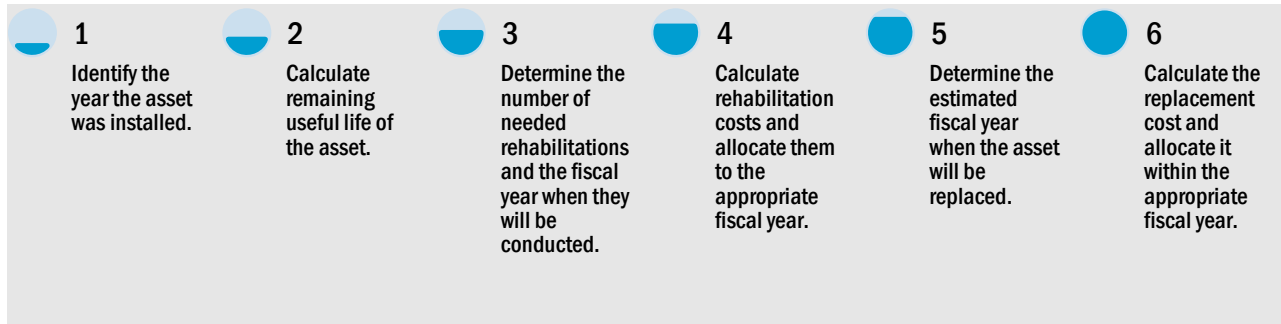 1
Identify the
year the asset
was installed.
2
Calculate
remaining
useful life of
the asset.
3
Determine the
number of
needed
rehabilitations
and the fiscal
year when they
will be
conducted.
4
Calculate
rehabilitation
costs and
allocate them
to the
appropriate
fiscal year.
5
Determine the
estimated
fiscal year
when the asset
will be
replaced.
6
Calculate the
replacement
cost and
allocate it
within the
appropriate
fiscal year.